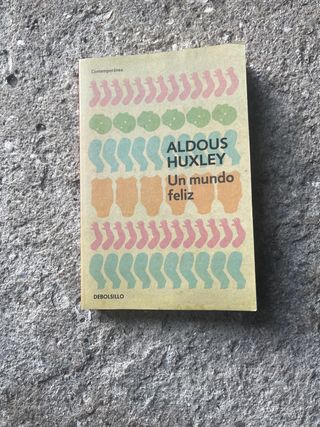 Contemporánea
ALDOUS
HUXLEY
Un mundo
feliz
DEBOLSILLO